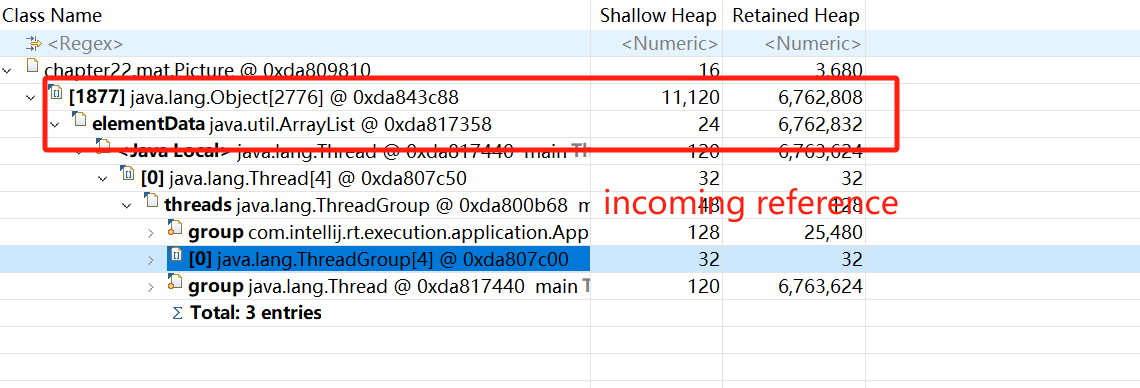 Class Name Shallow Heap Retained Heap
<Regex> <Numeric> <Numeric>
chapter22.mat.Picture @ 0xda809810 16 3,680
[1877] java.lang.Object[2776] @ 0xda843c88 11,120 6,762,808
elementData java.util.ArrayList @ 0xda817358 24 6,762,832
<Java Local> java.lang.Thread @ 0xda817440 main Th 120 6,763,624
[0] java.lang.Thread[4] @ 0xda807c50 32 32
threads java.lang.ThreadGroup @ 0xda800b68 m 48 128
incoming reference
group com.intellij.rt.execution.application.App 128 25,480
[0] java.lang.ThreadGroup[4] @ 0xda807c00 32 32
group java.lang.Thread @ 0xda817440 main T 120 6,763,624
Σ Total: 3 entries